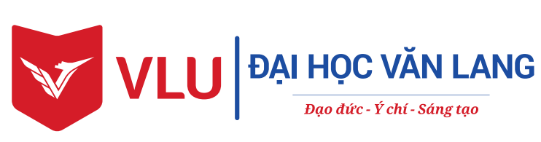 VLU
ĐẠI HỌC VĂN LANG
Đạo đức - Ý chí - Sáng tạo